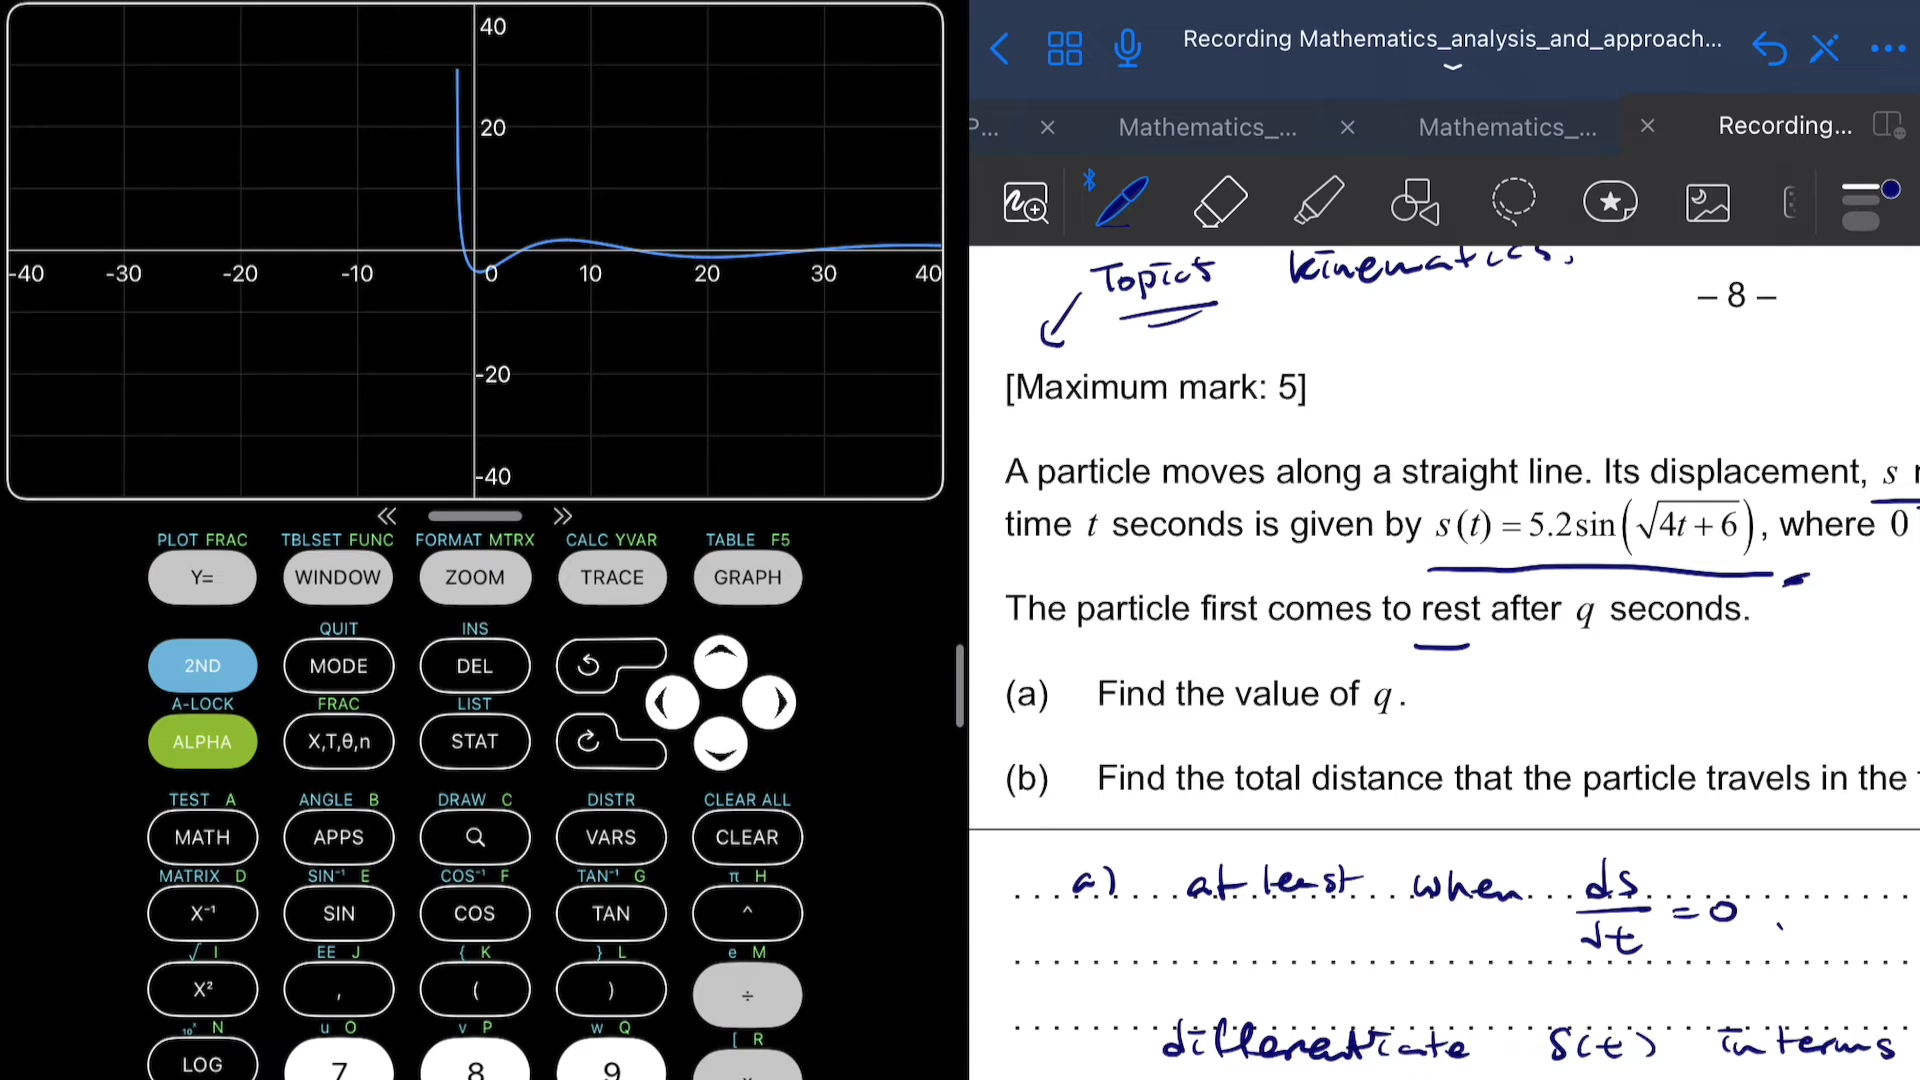 40
20
-40 -30 -20 -10 0 10 20 30 40
-20
-40
PLOT FRAC TBLSET FUNC FORMAT MTRX CALC YVAR TABLE F5
Y= WINDOW ZOOM TRACE GRAPH
QUIT INS
2ND MODE DEL
A-LOCK FRAC LIST
ALPHA X,T,θ,n STAT
TEST A ANGLE B DRAW C DISTR CLEAR ALL
MATH APPS VARS CLEAR
MATRIX D SIN⁻¹ E COS⁻¹ F TAN⁻¹ G π H
X⁻¹ SIN COS TAN ^
√ I EE J { K } L e M
X² , ( ) ÷
10ˣ N u O v P w Q [ R
LOG 7 8 9 ×
Recording Mathematics_analysis_and_approach...
P... × Mathematics_... × Mathematics_... × Recording...
Topics kinematics.
– 8 –
[Maximum mark: 5]
A particle moves along a straight line. Its displacement, s
time t seconds is given by s(t) = 5.2sin(√4t + 6), where 0
The particle first comes to rest after q seconds.
(a) Find the value of q.
(b) Find the total distance that the particle travels in the
a) at least when ds/dt = 0
differentiate s(t) in terms